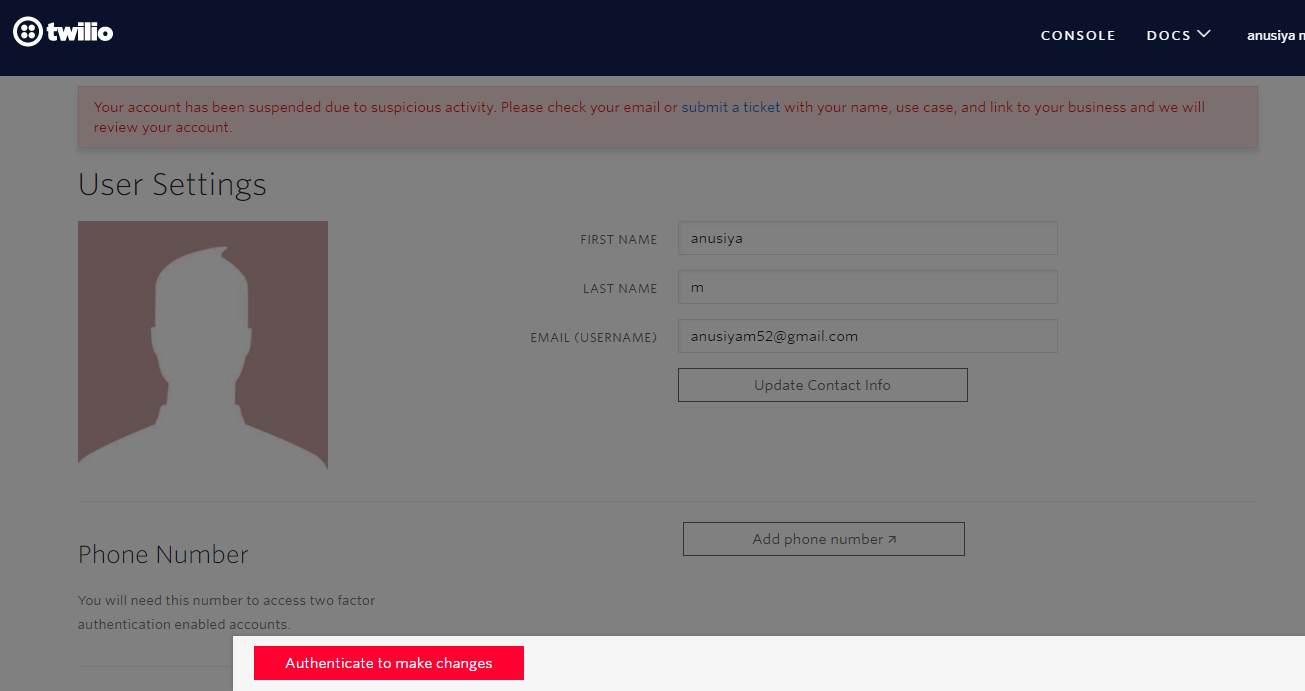 twilio
CONSOLE
DOCS
anusiya m
Your account has been suspended due to suspicious activity. Please check your email or submit a ticket with your name, use case, and link to your business and we will
review your account.
User Settings
FIRST NAME
anusiya
LAST NAME
m
EMAIL (USERNAME)
anusiyam52@gmail.com
Update Contact Info
Phone Number
Add phone number
You will need this number to access two factor
authentication enabled accounts.
Authenticate to make changes